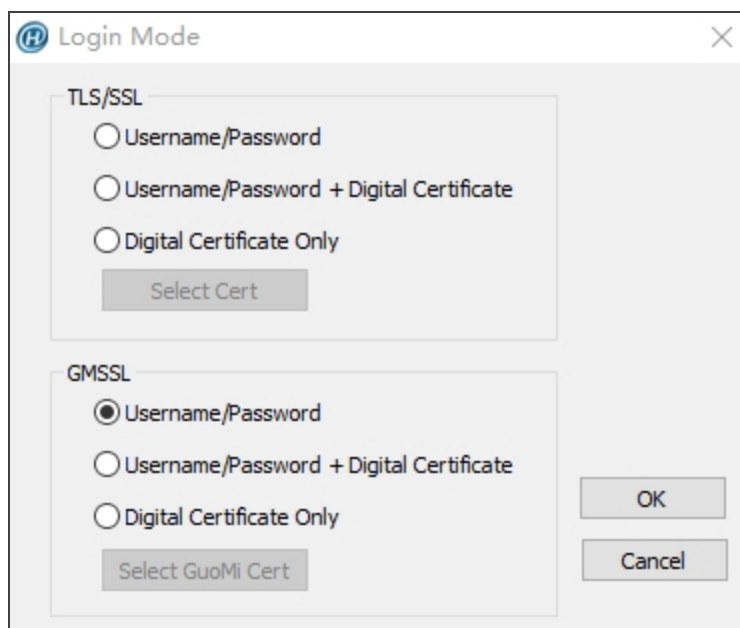 Login Mode
TLS/SSL
Username/Password
Username/Password + Digital Certificate
Digital Certificate Only
Select Cert
GMSSL
Username/Password
Username/Password + Digital Certificate
Digital Certificate Only
Select GuoMi Cert
OK
Cancel